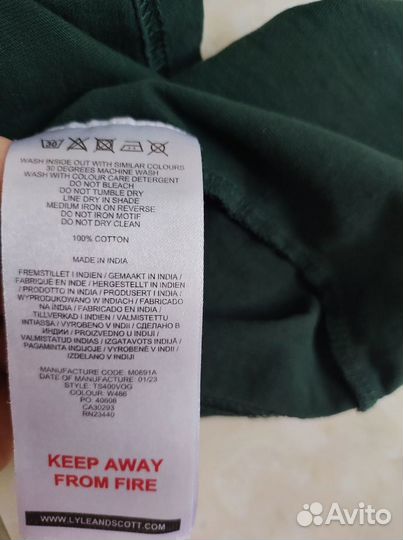 30
WASH INSIDE OUT WITH SIMILAR COLOURS
30 DEGREES MACHINE WASH
WASH WITH COLOUR CARE DETERGENT
DO NOT BLEACH
DO NOT TUMBLE DRY
LINE DRY IN SHADE
MEDIUM IRON ON REVERSE
DO NOT IRON MOTIF
DO NOT DRY CLEAN
100% COTTON
MADE IN INDIA
FREMSTILLET I INDIEN / GEMAAKT IN INDIA /
FABRIQUÉ EN INDE / HERGESTELLT IN INDIEN
/ PRODOTTO IN INDIA / PRODUSERT I INDIA /
WYPRODUKOWANO W INDIACH / FABRICADO
NA ÍNDIA / FABRICADO EN INDIA /
TILLVERKAD I INDIEN / VALMISTETTU
INTIASSA / VYROBENO V INDII / СДЕЛАНО В
ИНДИИ / PROIZVEDENO U INDIJI /
VALMISTATUD INDIAS / IZGATAVOTS INDIJĀ /
PAGAMINTA INDIJOJE / VYROBENÉ V INDII /
IZDELANO V INDIJI
MANUFACTURE CODE: M0691A
DATE OF MANUFACTURE: 01/23
STYLE: TS400VOG
COLOUR: W486
PO: 40606
CA30293
RN23440
KEEP AWAY
FROM FIRE
WWW.LYLEANDSCOTT.COM
Avito